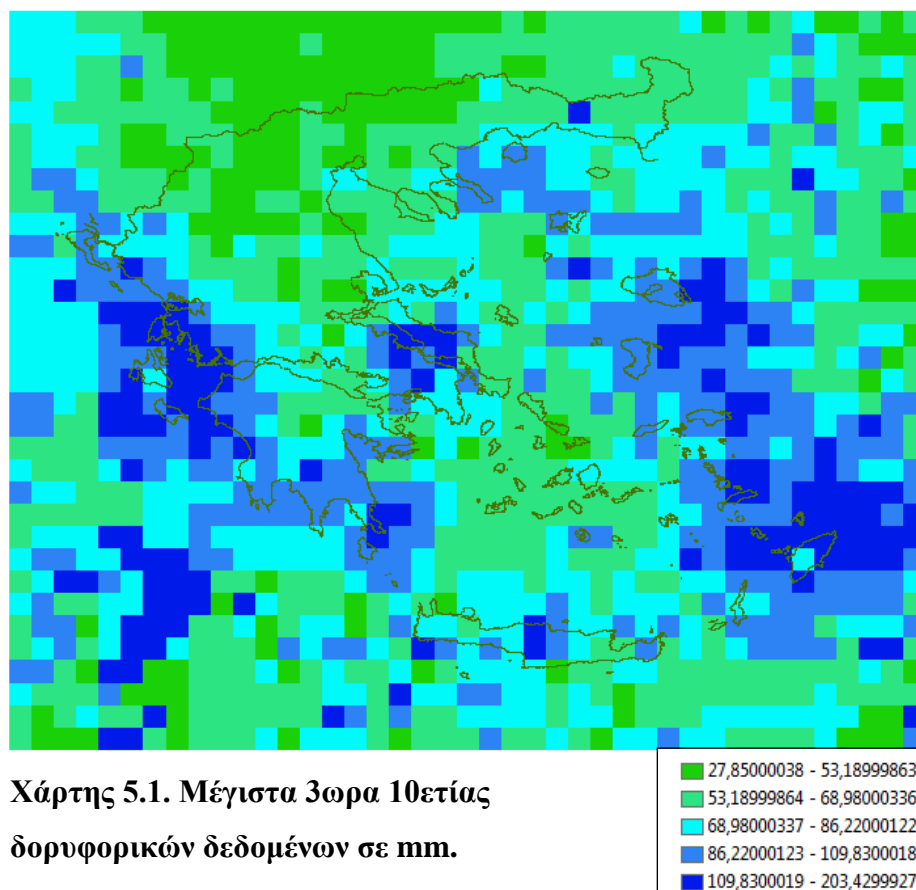 Χάρτης 5.1. Μέγιστα 3ωρα 10ετίας
δορυφορικών δεδομένων σε mm.
27,85000038 - 53,18999863
53,18999864 - 68,98000336
68,98000337 - 86,22000122
86,22000123 - 109,8300018
109,8300019 - 203,4299927